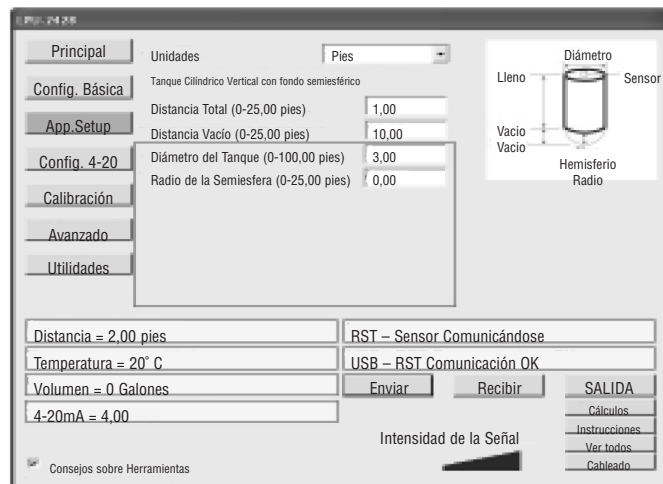 EPU-2428
Principal
Config. Básica
App.Setup
Config. 4-20
Calibración
Avanzado
Utilidades
Unidades Pies
Tanque Cilíndrico Vertical con fondo semiesférico
Distancia Total (0-25,00 pies) 1,00
Distancia Vacío (0-25,00 pies) 10,00
Diámetro del Tanque (0-100,00 pies) 3,00
Radio de la Semiesfera (0-25,00 pies) 0,00
Diámetro
Lleno Sensor
Vacio
Vacio
Hemisferio
Radio
Distancia = 2,00 pies
Temperatura = 20° C
Volumen = 0 Galones
4-20mA = 4,00
RST – Sensor Comunicándose
USB – RST Comunicación OK
Enviar Recibir SALIDA
Cálculos
Instrucciones
Ver todos
Cableado
Intensidad de la Señal
Consejos sobre Herramientas